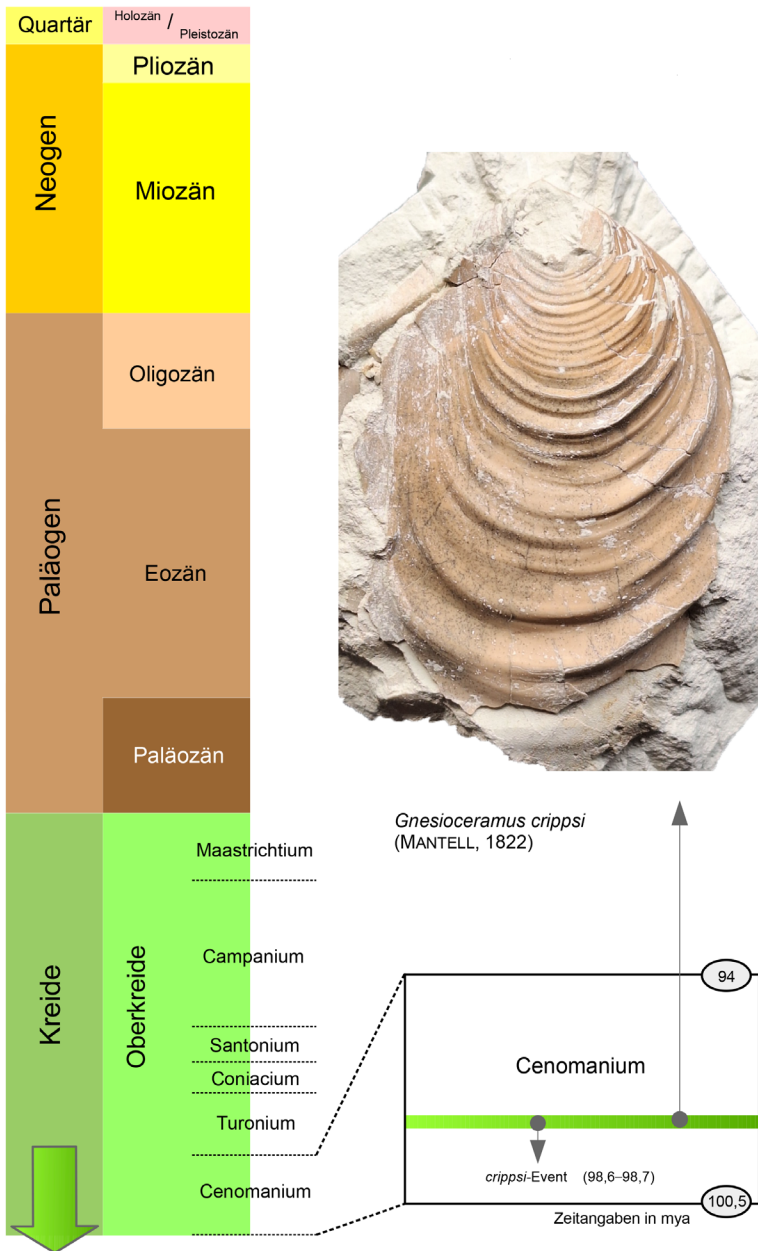 Quartär
Holozän /
Pleistozän
Neogen
Pliozän
Miozän
Paläogen
Oligozän
Eozän
Paläozän
Kreide
Oberkreide
Maastrichtium
Campanium
Santonium
Coniacium
Turonium
Cenomanium
Gnesioceramus crippsi
(MANTELL, 1822)
94
Cenomanium
crippsi-Event (98,6–98,7)
100,5
Zeitangaben in mya